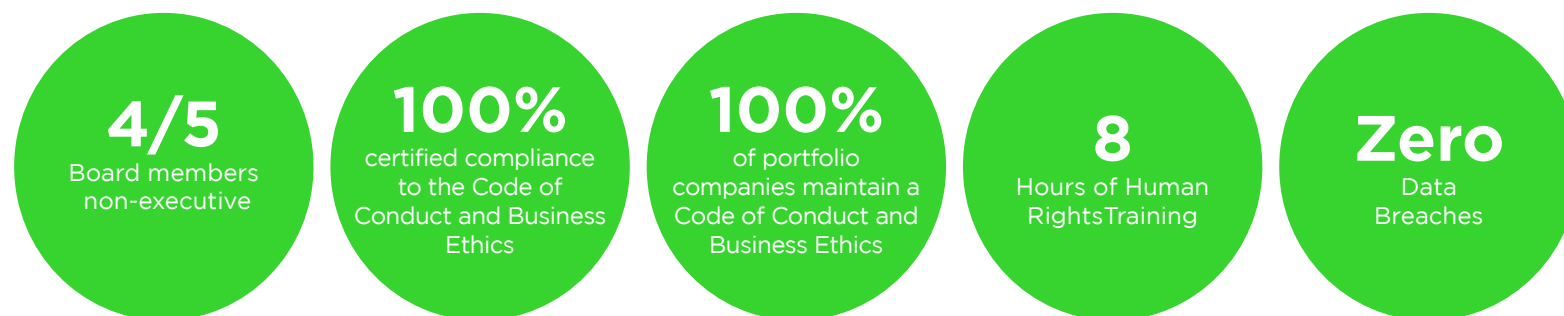 4/5
Board members
non-executive
100%
certified compliance
to the Code of
Conduct and Business
Ethics
100%
of portfolio
companies maintain a
Code of Conduct and
Business Ethics
8
Hours of Human
RightsTraining
Zero
Data
Breaches